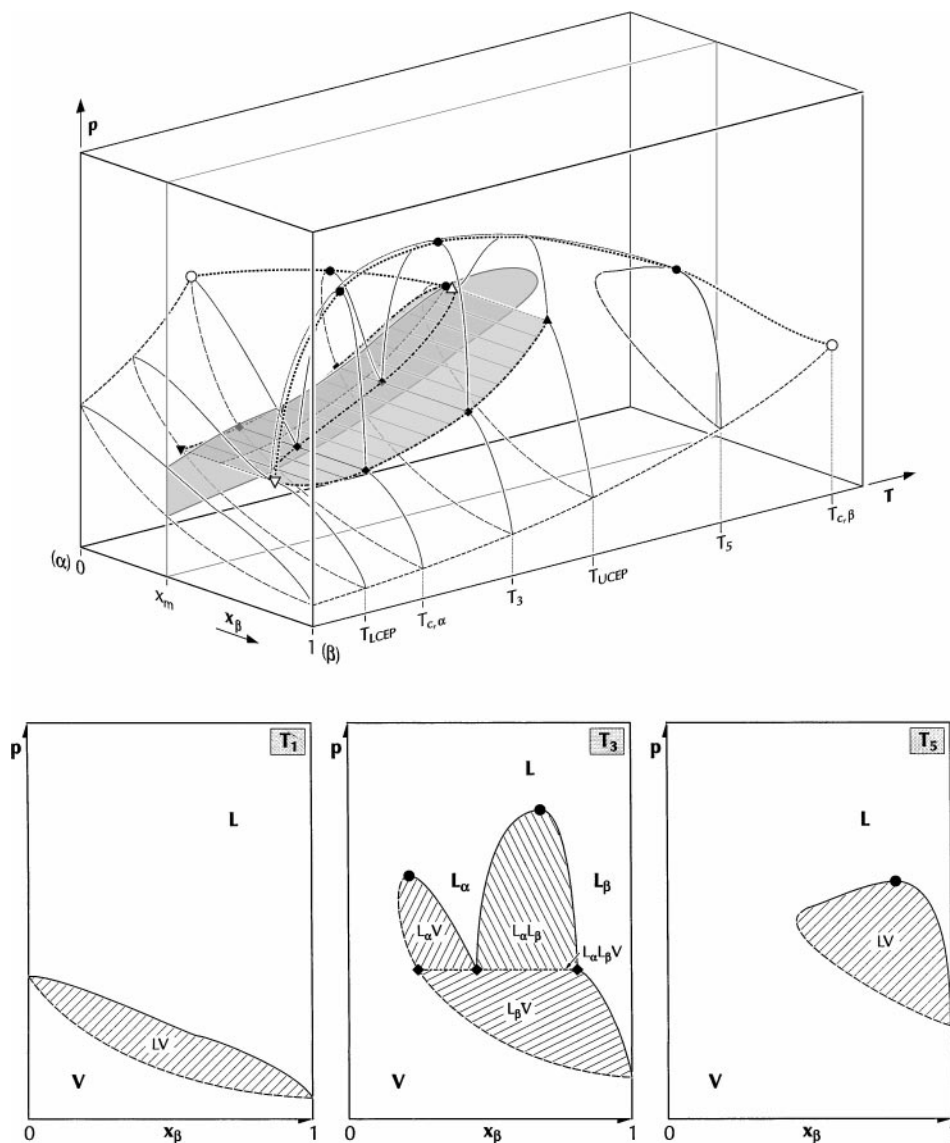 p
T
T_c,β
T_5
T_UCEP
T_3
T_c,α
T_LCEP
(α) 0
x_m
x_β
1 (β)
p
T_1
L
LV
V
0
x_β
1
p
T_3
L
L_α
L_β
L_αV
L_αL_β
L_αL_βV
L_βV
V
0
x_β
1
p
T_5
L
LV
V
0
x_β